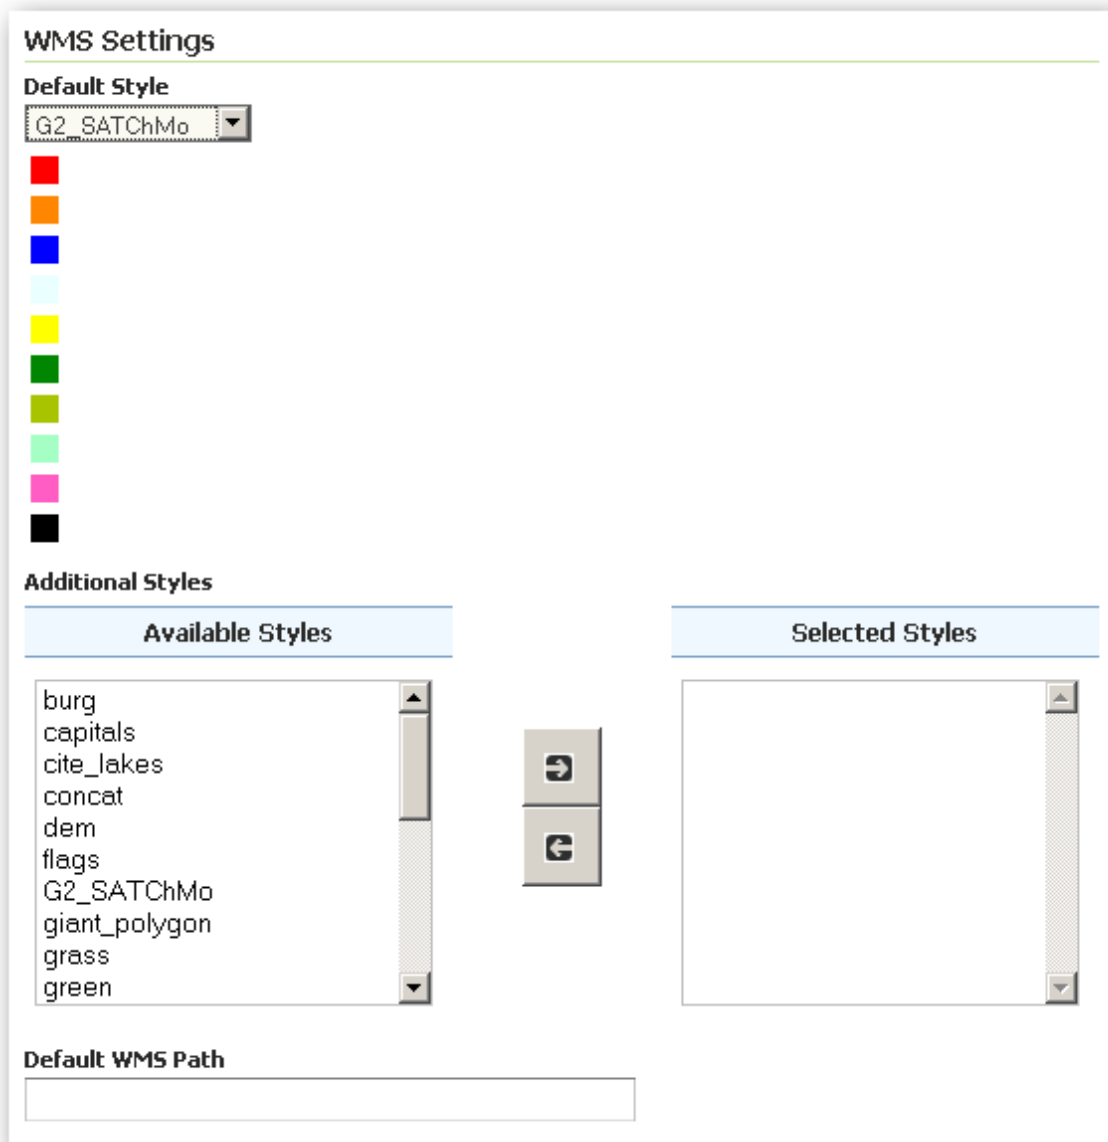 WMS Settings
Default Style
G2_SATChMo
Additional Styles
Available Styles
Selected Styles
burg
capitals
cite_lakes
concat
dem
flags
G2_SATChMo
giant_polygon
grass
green
Default WMS Path